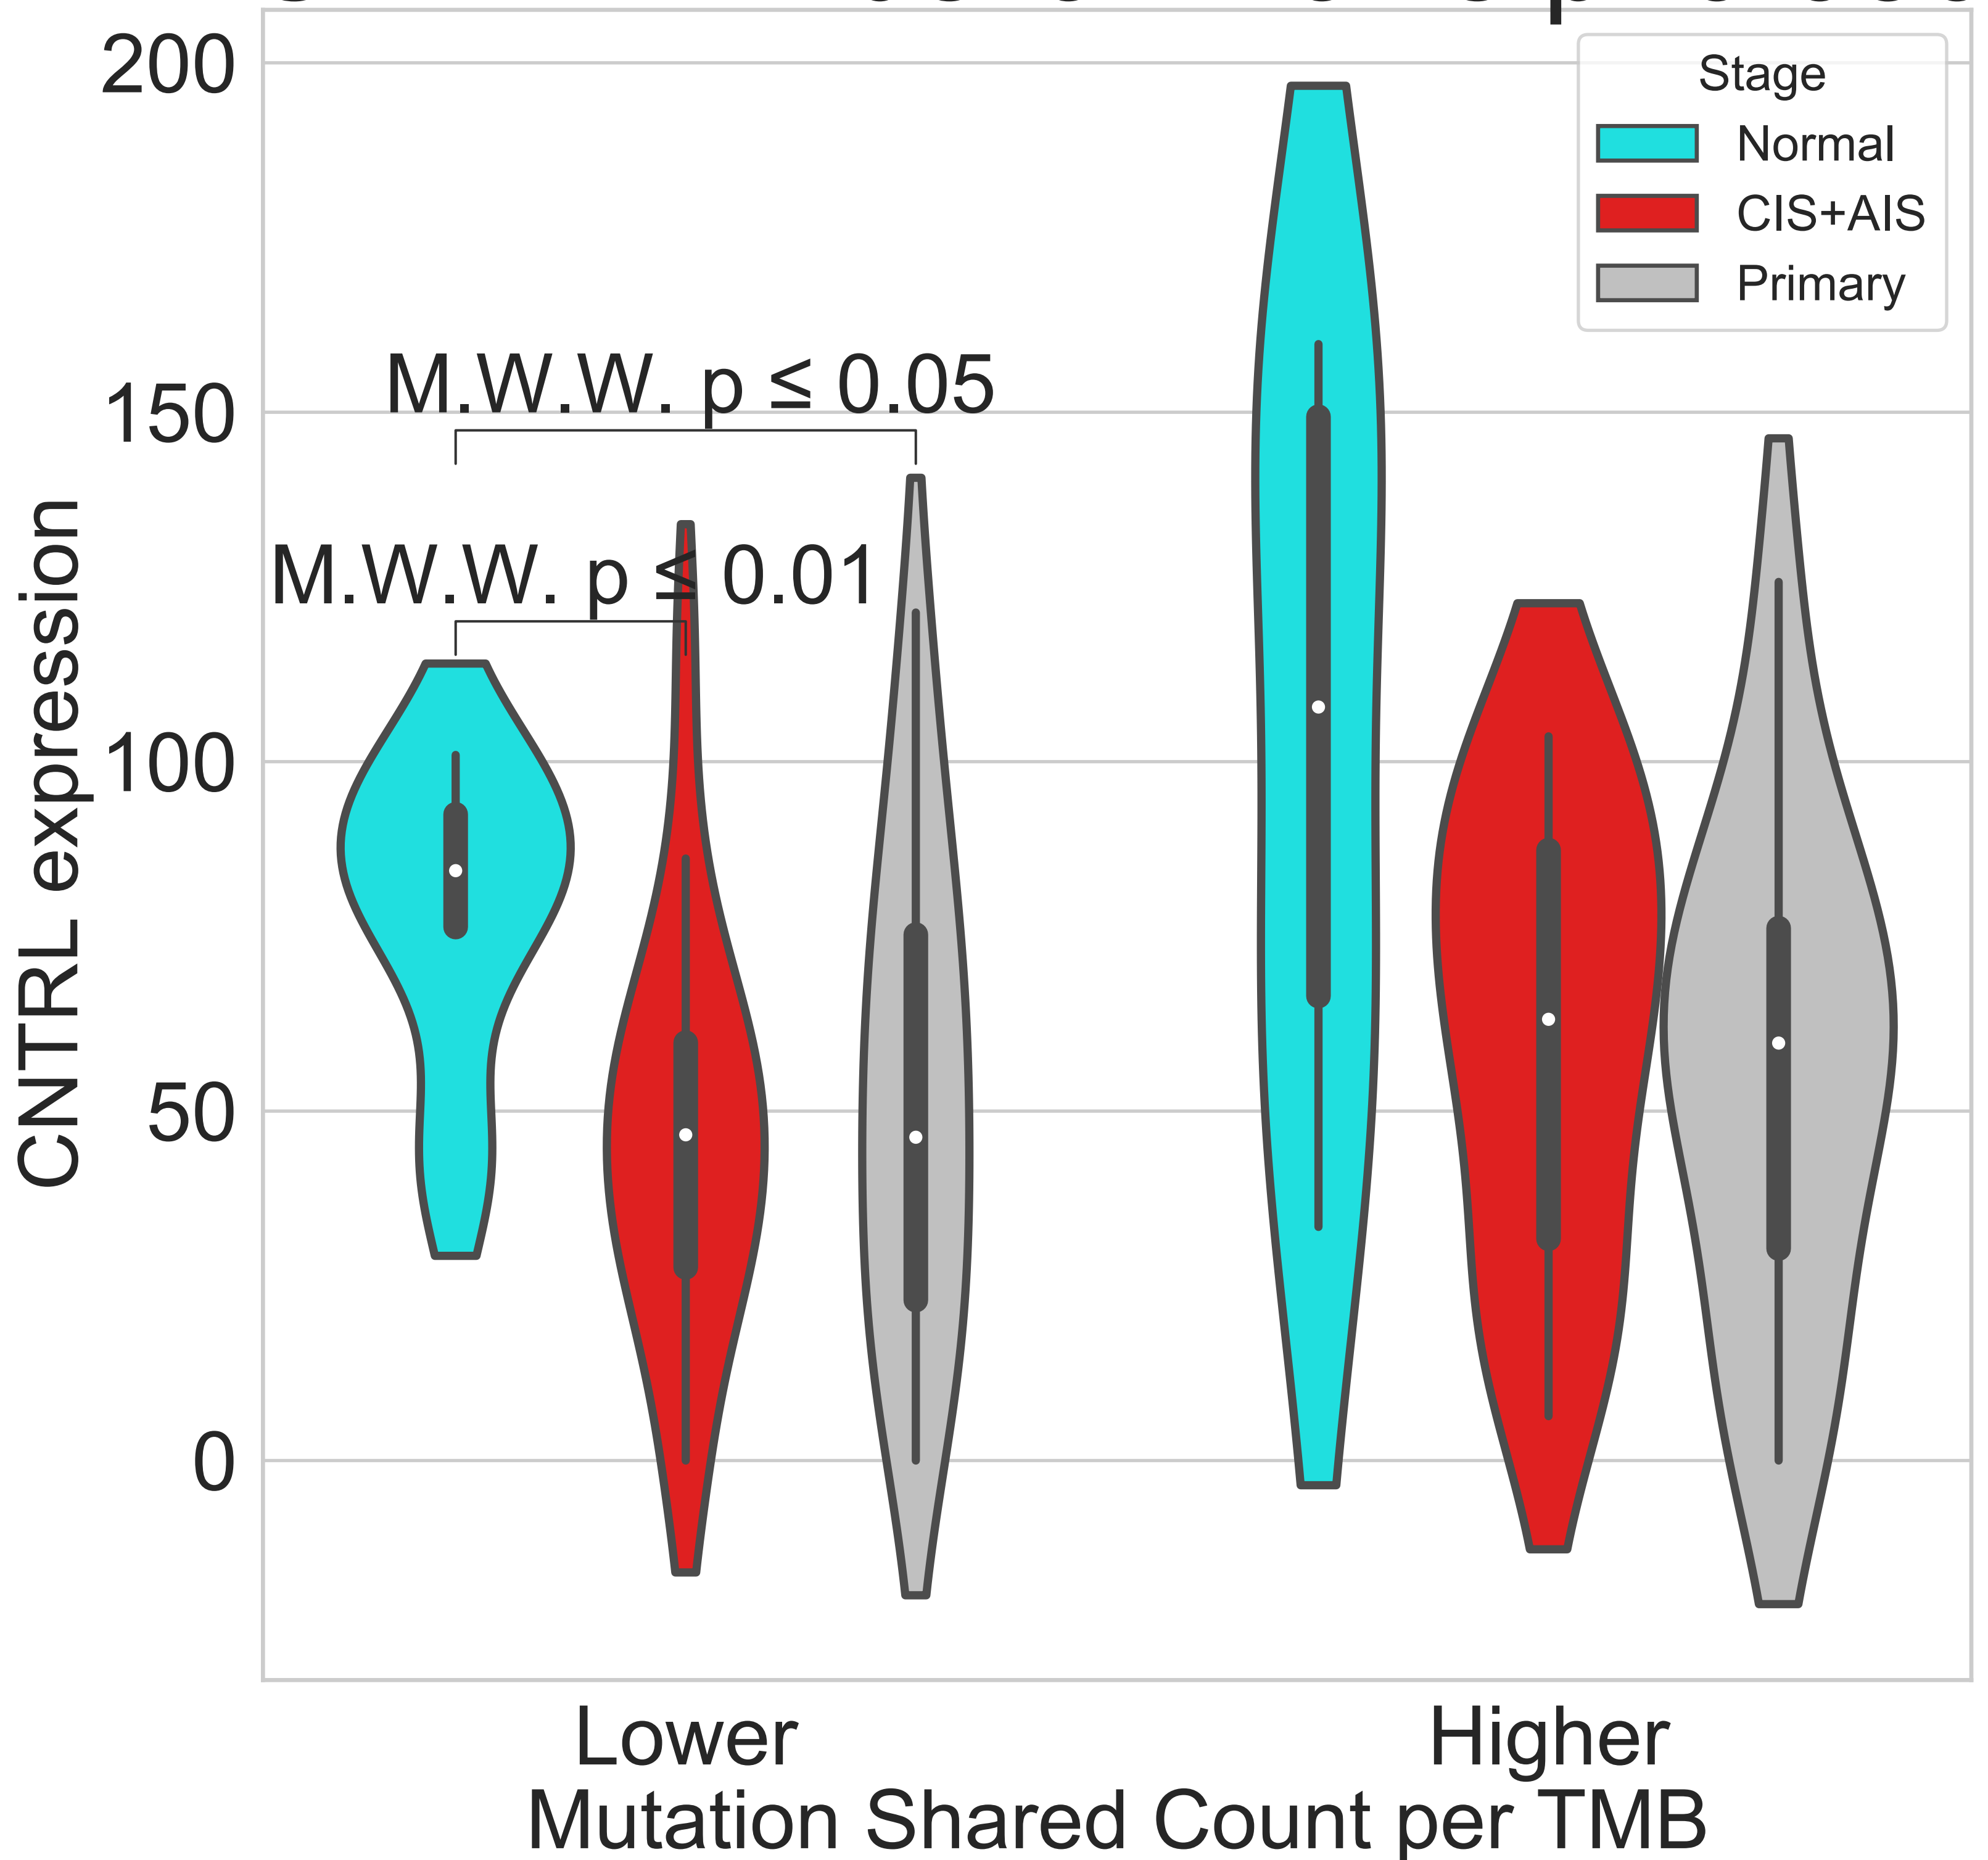 200
150
100
50
0
CNTRL expression
Stage
Normal
CIS+AIS
Primary
M.W.W. p ≤ 0.05
M.W.W. p ≤ 0.01
Lower
Higher
Mutation Shared Count per TMB